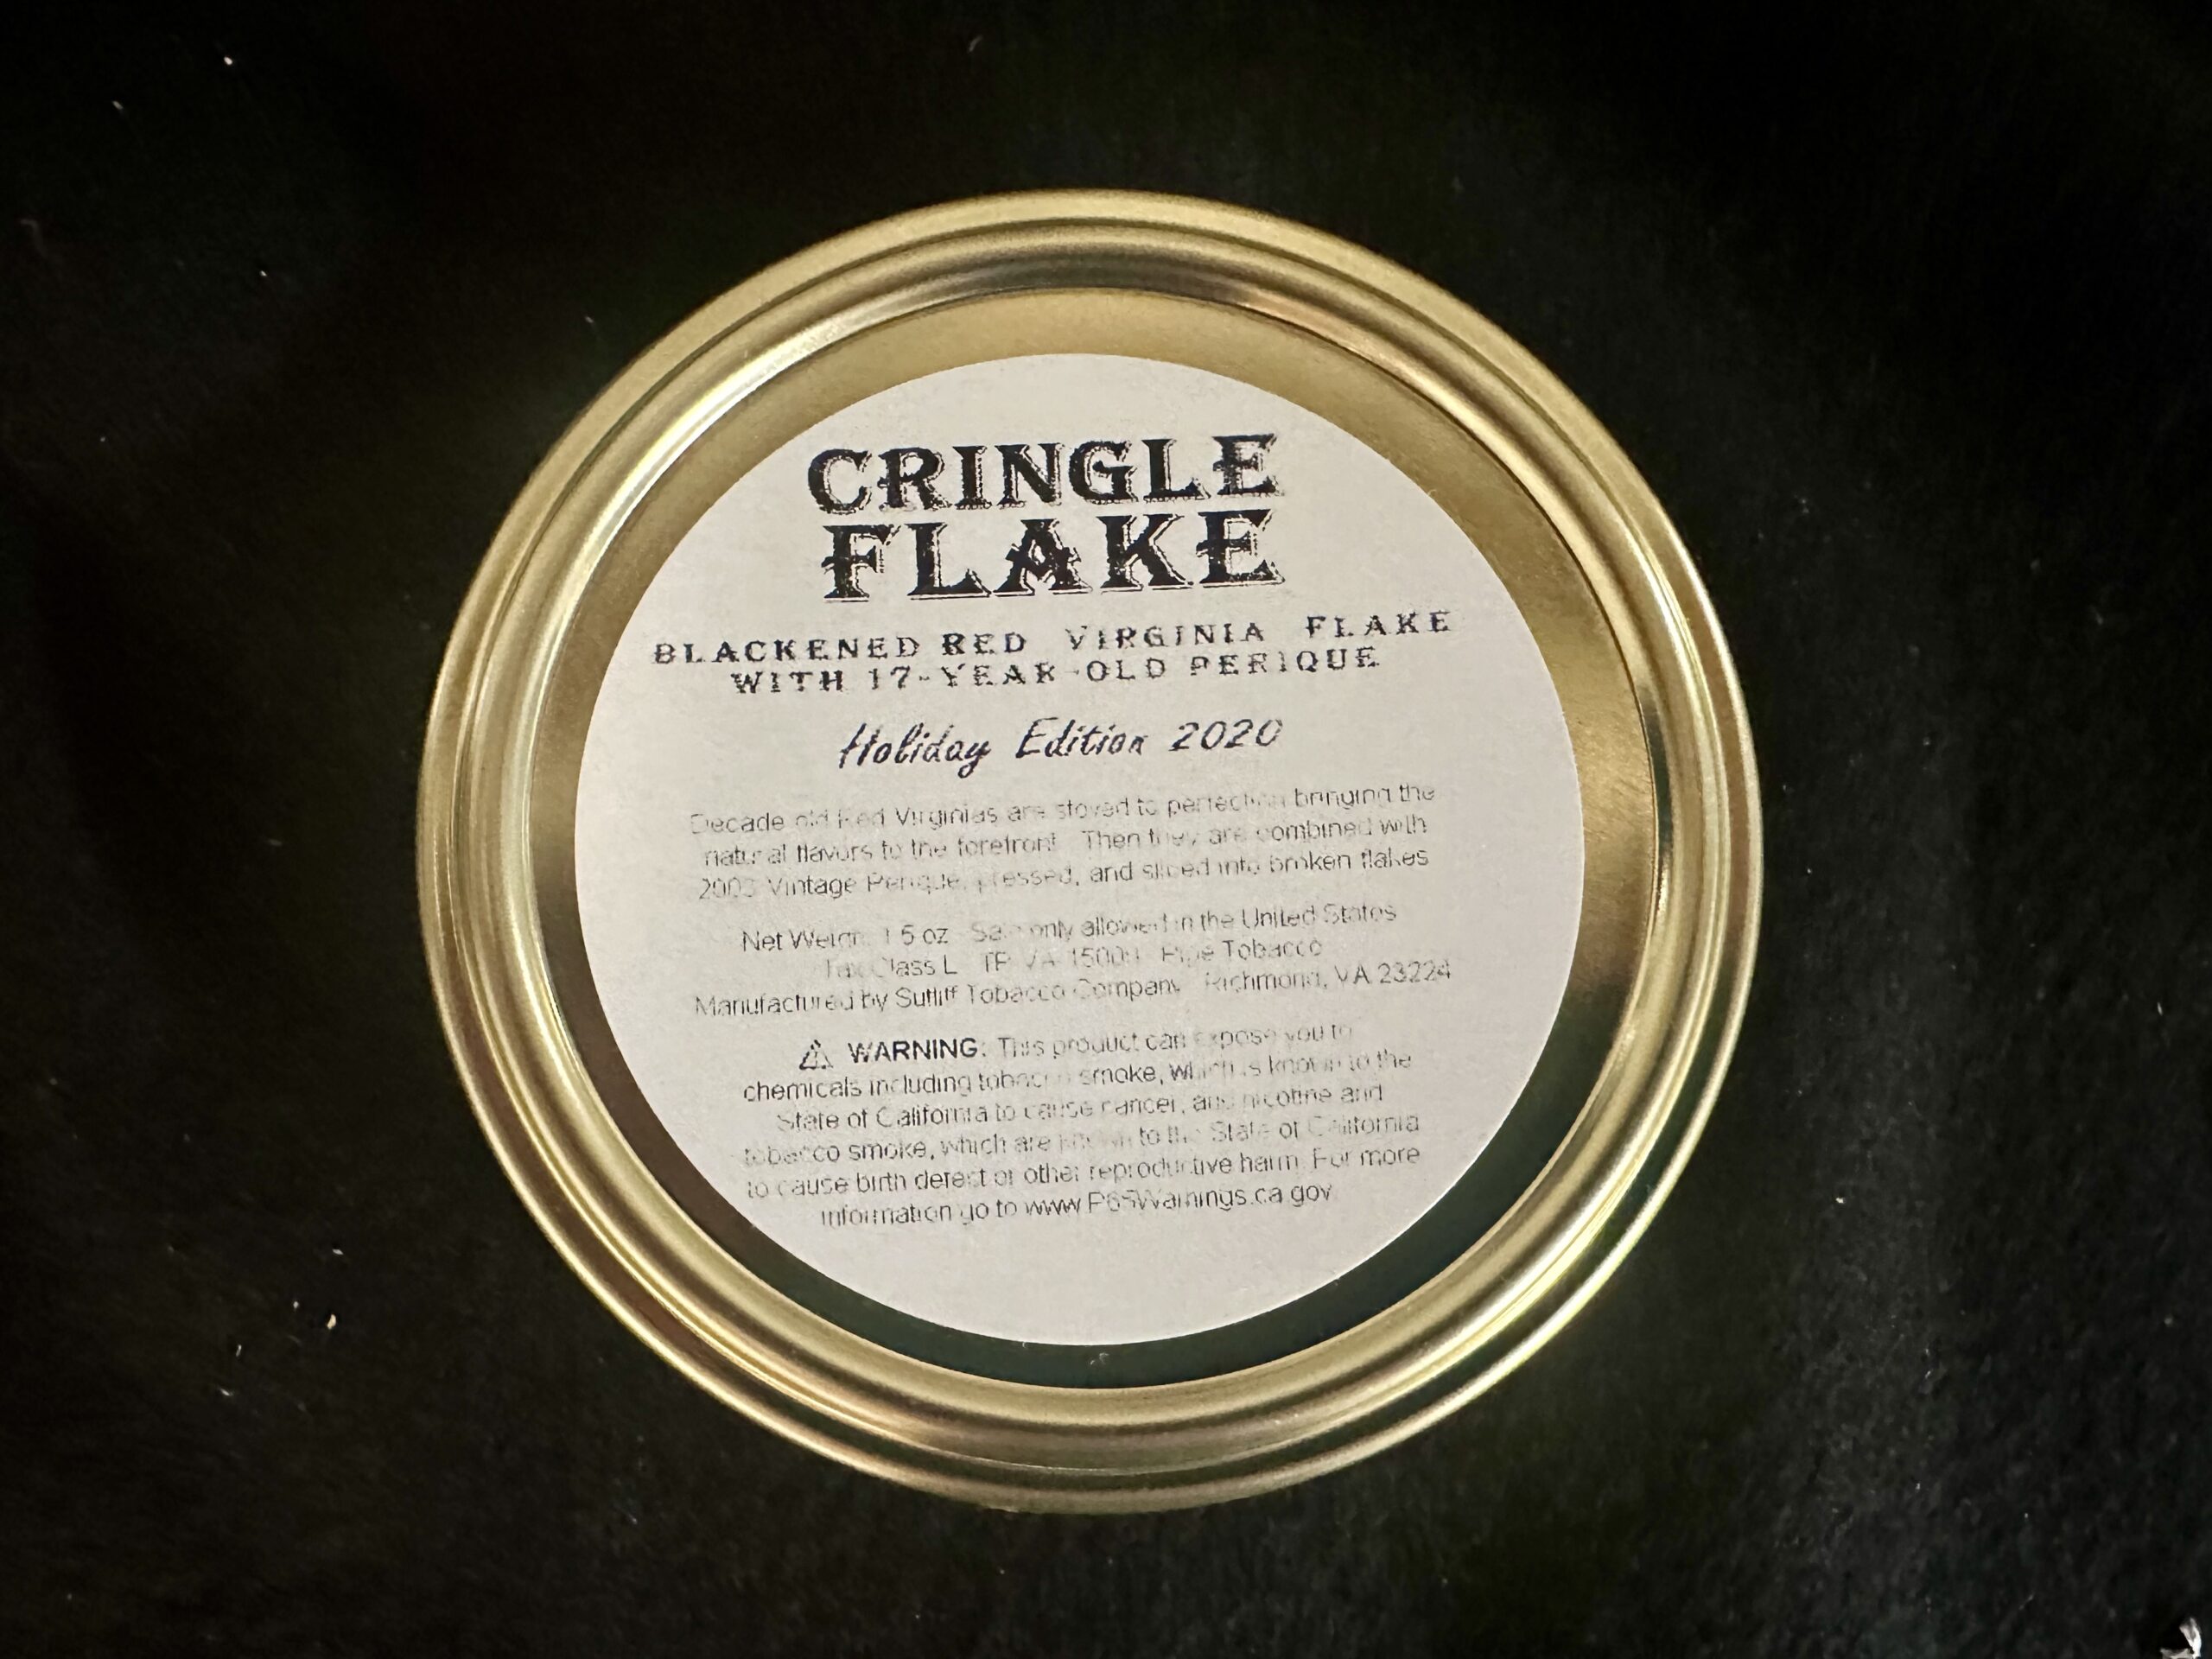 CRINGLE
FLAKE
BLACKENED RED VIRGINIA FLAKE
WITH 17-YEAR-OLD PERIQUE
Holiday Edition 2020
Decade old Red Virginias are stoved to perfection bringing the
natural flavors to the forefront. Then they are combined with
2003 Vintage Perique, pressed, and sliced into broken flakes
Net Weight 1.5 oz Sale only allowed in the United States
Tax Class L TP VA Pipe Tobacco
Manufactured by Sutliff Tobacco Company Richmond, VA 23224
WARNING: This product can expose you to
chemicals including tobacco smoke, which is known to the
State of California to cause cancer, and nicotine and
tobacco smoke, which are known to the State of California
to cause birth defect or other reproductive harm. For more
information go to www.P65Warnings.ca.gov